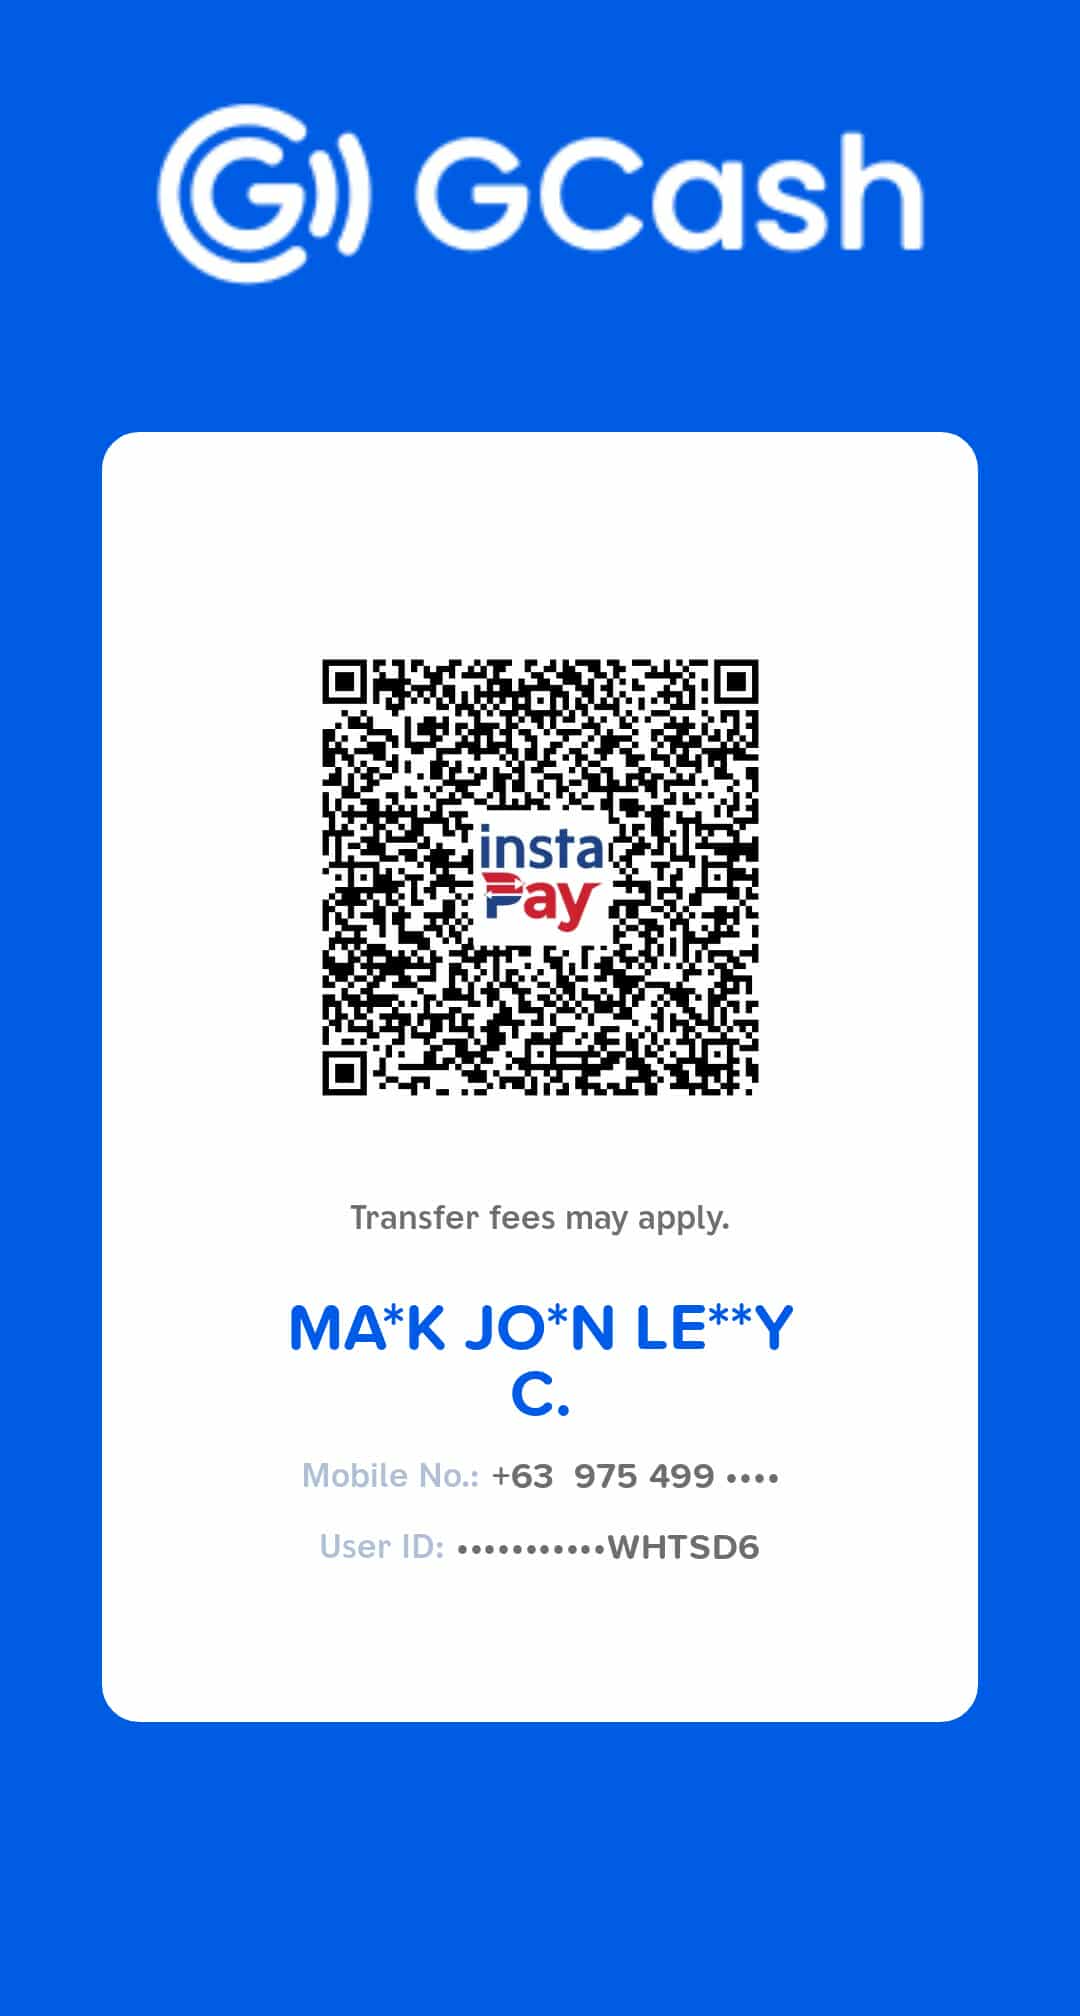 GCash
insta
Pay
Transfer fees may apply.
MA*K JO*N LE**Y
C.
Mobile No.: +63 975 499 ••••
User ID: •••••••••••WHTSD6